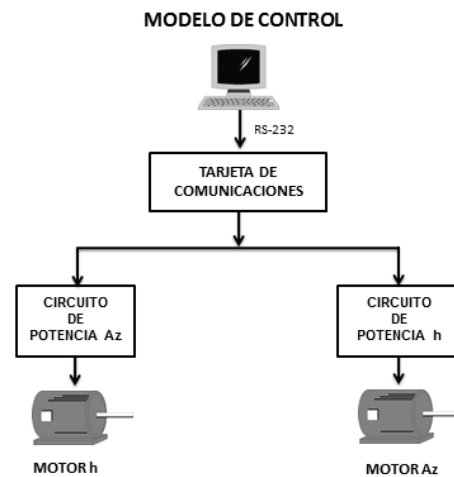 MODELO DE CONTROL
RS-232
TARJETA DE
COMUNICACIONES
CIRCUITO
DE
POTENCIA Az
CIRCUITO
DE
POTENCIA h
MOTOR h
MOTOR Az